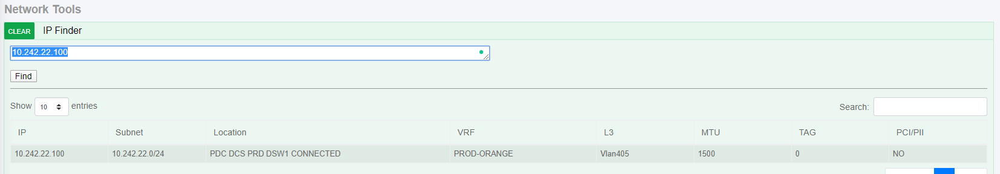 Network Tools
CLEAR IP Finder
10.242.22.100
Find
Show 10 entries Search:
IP Subnet Location VRF L3 MTU TAG PCI/PII
10.242.22.100 10.242.22.0/24 PDC DCS PRD DSW1 CONNECTED PROD-ORANGE Vlan405 1500 0 NO